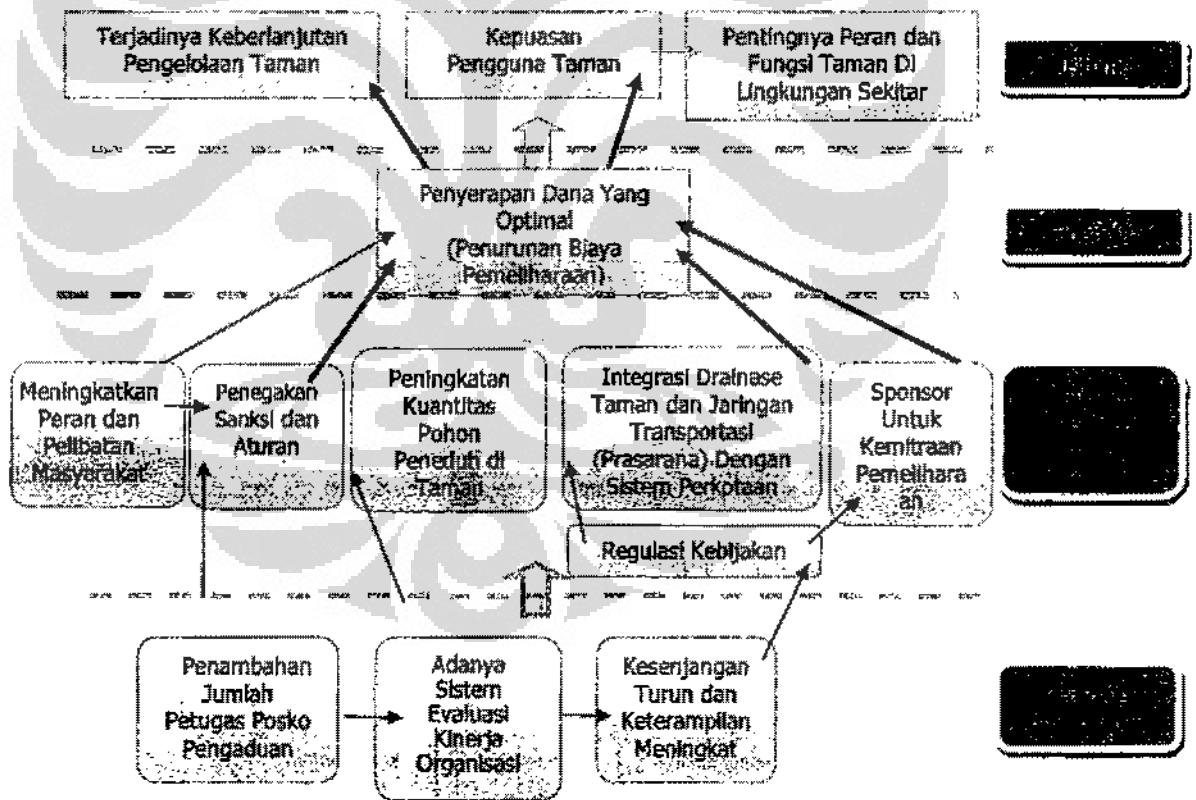 Terjadinya Keberlanjutan
Pengelolaan Taman
Kepuasan
Pengguna Taman
Pentingnya Peran dan
Fungsi Taman Di
Lingkungan Sekitar
Penyerapan Dana Yang
Optimal
(Penurunan Biaya
Pemeliharaan)
Meningkatkan
Peran dan
Pelibatan
Masyarakat
Penegakan
Sanksi dan
Aturan
Peningkatan
Kuantitas
Pohon
Peneduh di
Taman
Integrasi Drainase
Taman dan Jaringan
Transportasi
(Prasarana) Dengan
Sistem Perkotaan
Sponsor
Untuk
Kemitraan
Pemelihara
an
Regulasi Kebijakan
Penambahan
Jumlah
Petugas Posko
Pengaduan
Adanya
Sistem
Evaluasi
Kinerja
Organisasi
Kesenjangan
Turun dan
Keterampilan
Meningkat